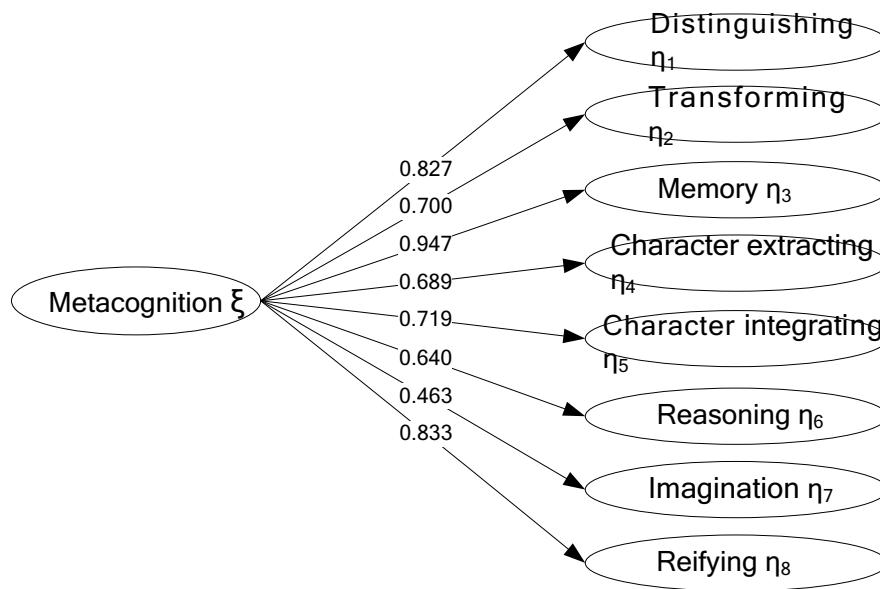 Distinguishing
η₁
Transforming
η₂
0.827
Memory η₃
0.700
0.947
Character extracting
η₄
0.689
Metacognition ξ
0.719
Character integrating
η₅
0.640
0.463
Reasoning η₆
0.833
Imagination η₇
Reifying η₈